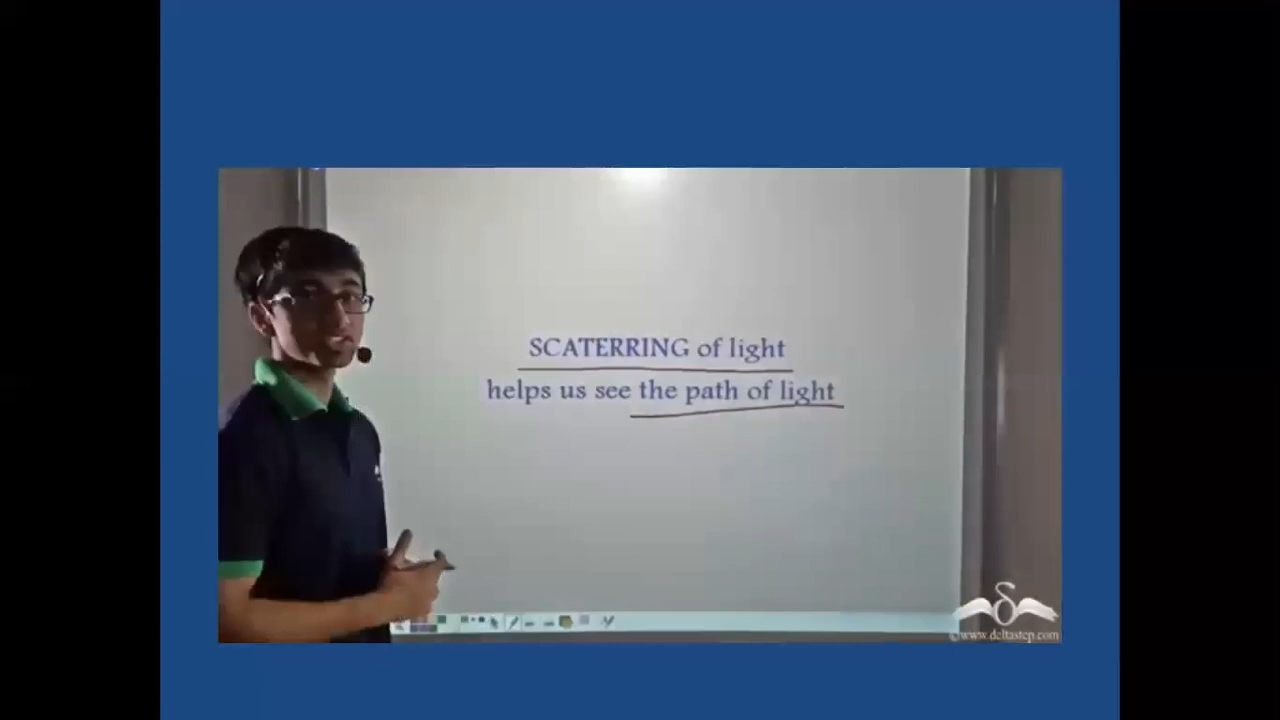 SCATERRING of light
helps us see the path of light
©www.deltastep.com